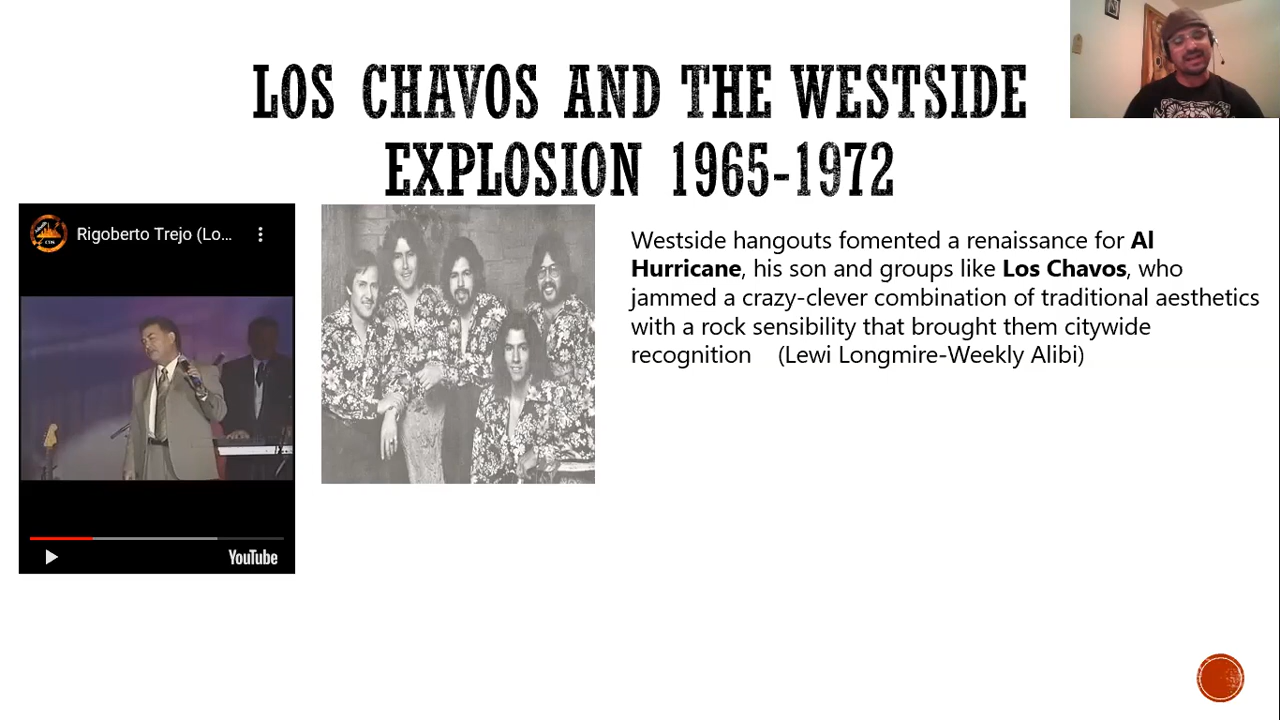 LOS CHAVOS AND THE WESTSIDE
EXPLOSION 1965-1972
Rigoberto Trejo (Lo...
YouTube
Westside hangouts fomented a renaissance for Al
Hurricane, his son and groups like Los Chavos, who
jammed a crazy-clever combination of traditional aesthetics
with a rock sensibility that brought them citywide
recognition (Lewi Longmire-Weekly Alibi)